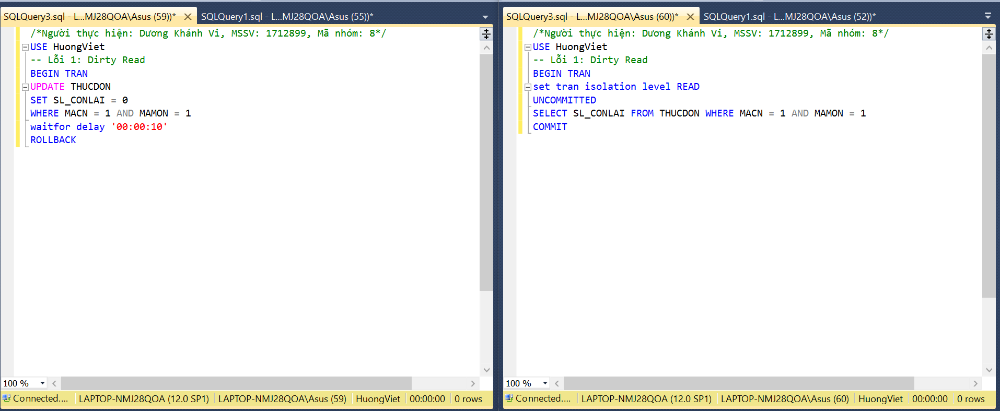 SQLQuery3.sql - L...MJ28QOA\Asus (59))* SQLQuery1.sql - L...MJ28QOA\Asus (55))*
/*Người thực hiện: Dương Khánh Vi, MSSV: 1712899, Mã nhóm: 8*/
USE HuongViet
-- Lỗi 1: Dirty Read
BEGIN TRAN
UPDATE THUCDON
SET SL_CONLAI = 0
WHERE MACN = 1 AND MAMON = 1
waitfor delay '00:00:10'
ROLLBACK
100 %
Connected.... LAPTOP-NMJ28QOA (12.0 SP1) LAPTOP-NMJ28QOA\Asus (59) HuongViet 00:00:00 0 rows
SQLQuery3.sql - L...MJ28QOA\Asus (60))* SQLQuery1.sql - L...MJ28QOA\Asus (52))*
/*Người thực hiện: Dương Khánh Vi, MSSV: 1712899, Mã nhóm: 8*/
USE HuongViet
-- Lỗi 1: Dirty Read
BEGIN TRAN
set tran isolation level READ
UNCOMMITTED
SELECT SL_CONLAI FROM THUCDON WHERE MACN = 1 AND MAMON = 1
COMMIT
100 %
Connected.... LAPTOP-NMJ28QOA (12.0 SP1) LAPTOP-NMJ28QOA\Asus (60) HuongViet 00:00:00 0 rows